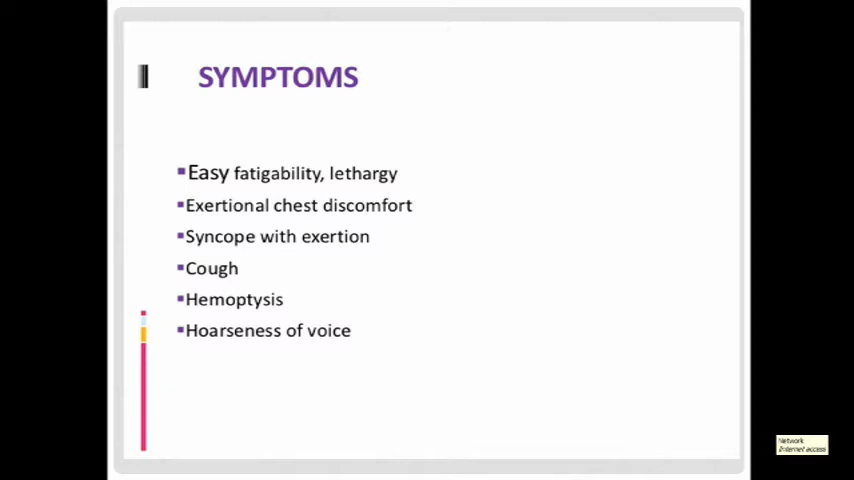 SYMPTOMS
▪Easy fatigability, lethargy
▪Exertional chest discomfort
▪Syncope with exertion
▪Cough
▪Hemoptysis
▪Hoarseness of voice
Network
Internet access